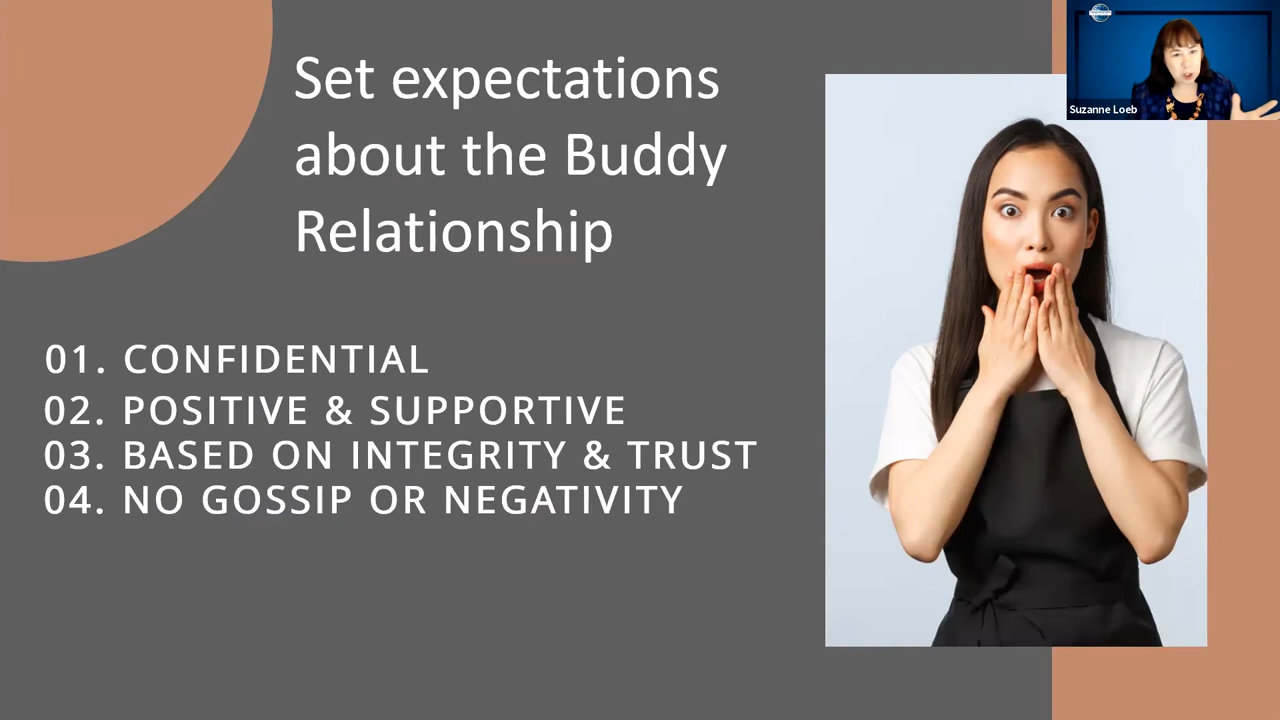 Set expectations
about the Buddy
Relationship
01. CONFIDENTIAL
02. POSITIVE & SUPPORTIVE
03. BASED ON INTEGRITY & TRUST
04. NO GOSSIP OR NEGATIVITY
Suzanne Loeb